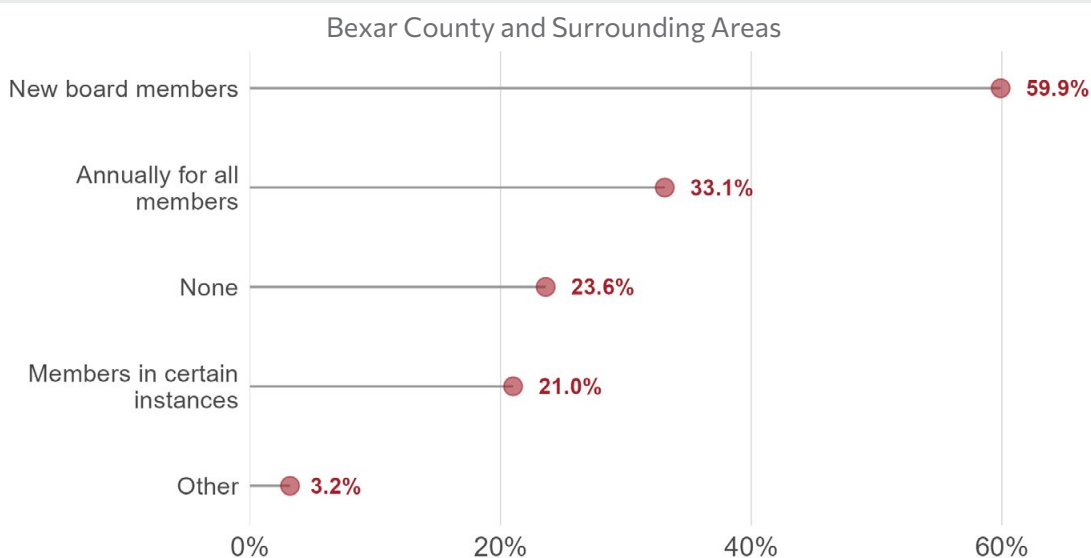 Bexar County and Surrounding Areas
New board members
59.9%
Annually for all
members
33.1%
None
23.6%
Members in certain
instances
21.0%
Other
3.2%
0%
20%
40%
60%